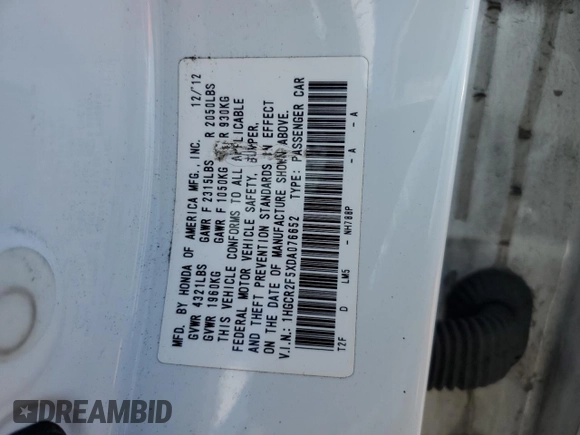 MFD. BY HONDA OF AMERICA MFG., INC. 12/12
GVWR 4321LBS GAWR F 2315LBS R 2050LBS
GVWR 1960KG GAWR F 1050KG R 930KG
THIS VEHICLE CONFORMS TO ALL APPLICABLE
FEDERAL MOTOR VEHICLE SAFETY, BUMPER,
AND THEFT PREVENTION STANDARDS IN EFFECT
ON THE DATE OF MANUFACTURE SHOWN ABOVE.
V.I.N.: 1HGCR2F5XDA076652 TYPE: PASSENGER CAR
T2F D LM5 - NH788P - A - A
DREAMBID